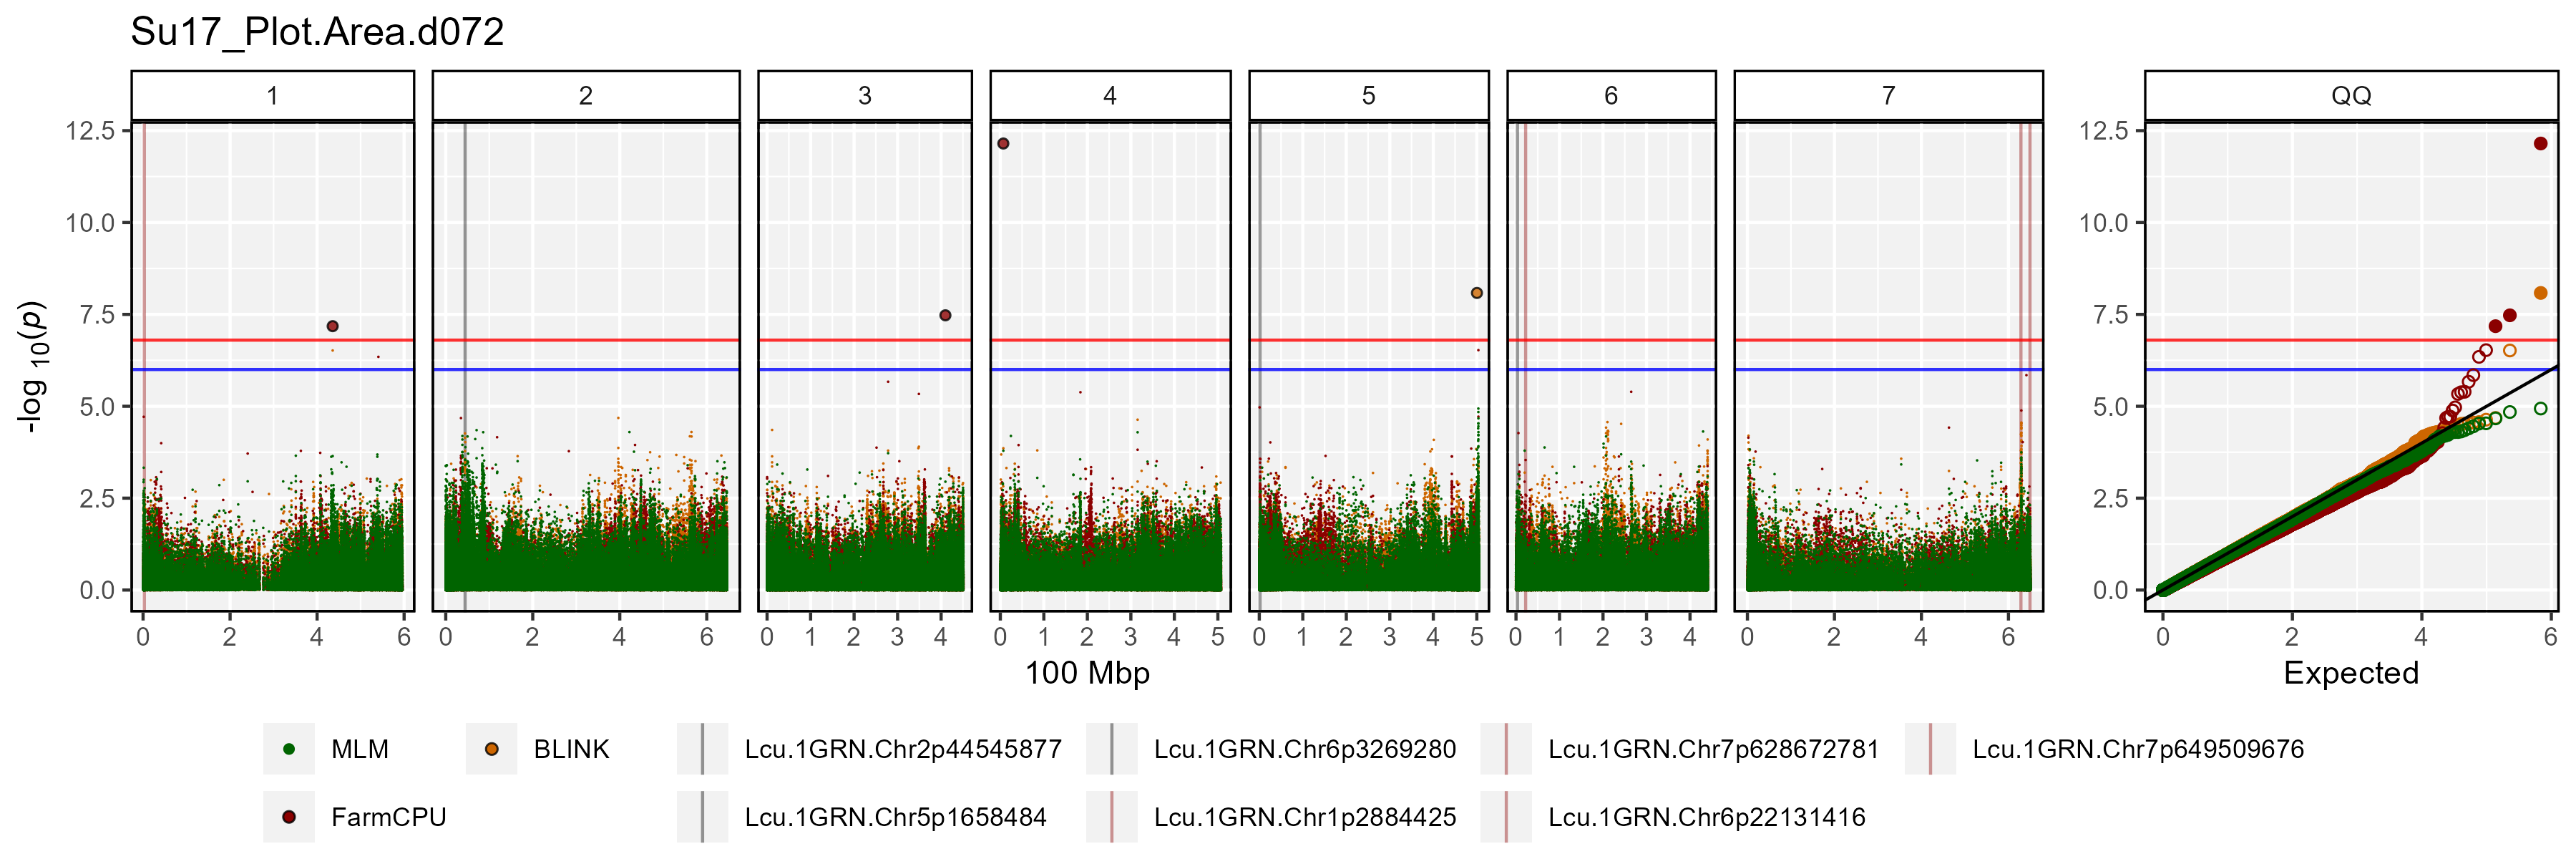 Su17_Plot.Area.d072
1 2 3 4 5 6 7 QQ
12.5 12.5
10.0 10.0
7.5 7.5
5.0 5.0
2.5 2.5
0.0 0.0
-log 10(p)
0 2 4 6 0 2 4 6 0 1 2 3 4 0 1 2 3 4 5 0 1 2 3 4 5 0 1 2 3 4 0 2 4 6 0 2 4 6
100 Mbp Expected
MLM BLINK Lcu.1GRN.Chr2p44545877 Lcu.1GRN.Chr6p3269280 Lcu.1GRN.Chr7p628672781 Lcu.1GRN.Chr7p649509676
FarmCPU Lcu.1GRN.Chr5p1658484 Lcu.1GRN.Chr1p2884425 Lcu.1GRN.Chr6p22131416